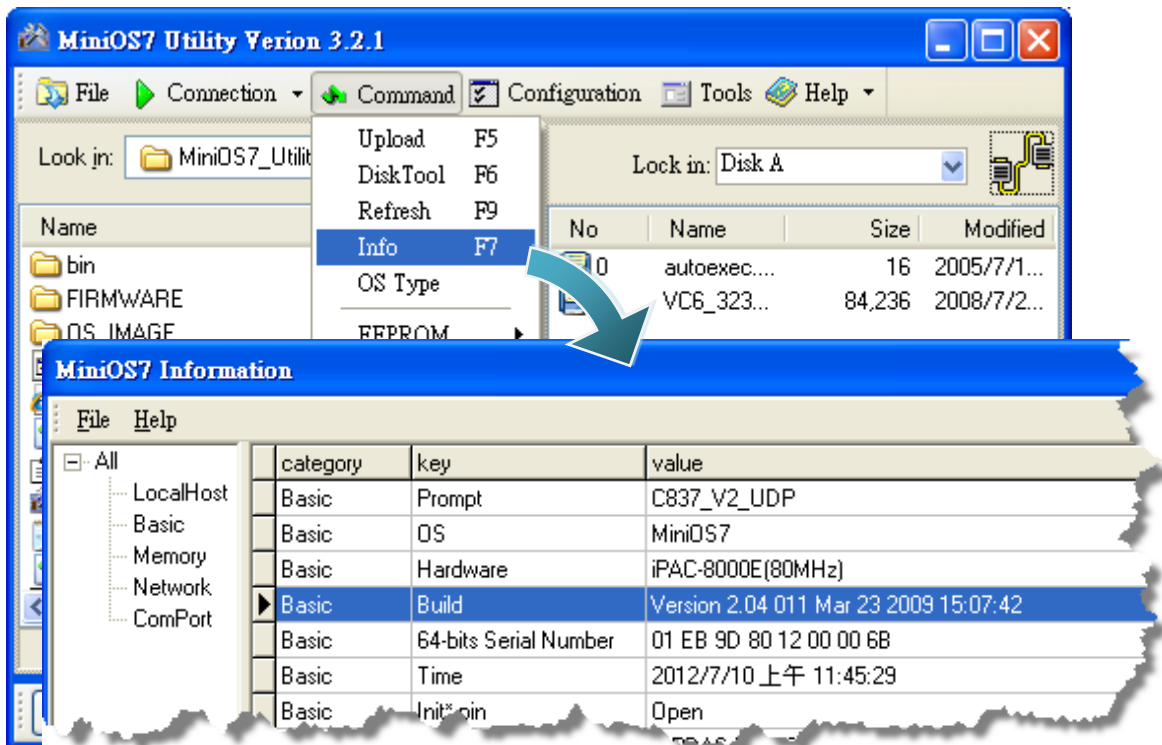 MiniOS7 Utility Verion 3.2.1
File Connection Command Configuration Tools Help
Look in: MiniOS7_Utilit
Upload F5
DiskTool F6
Refresh F9
Info F7
OS Type
EEPROM
Lock in: Disk A
Name
bin
FIRMWARE
OS_IMAGE
No Name Size Modified
0 autoexec.... 16 2005/7/1...
VC6_323... 84,236 2008/7/2...
MiniOS7 Information
File Help
All
LocalHost
Basic
Memory
Network
ComPort
category key value
Basic Prompt C837_V2_UDP
Basic OS MiniOS7
Basic Hardware iPAC-8000E(80MHz)
Basic Build Version 2.04 011 Mar 23 2009 15:07:42
Basic 64-bits Serial Number 01 EB 9D 80 12 00 00 6B
Basic Time 2012/7/10 上午 11:45:29
Basic Init* pin Open